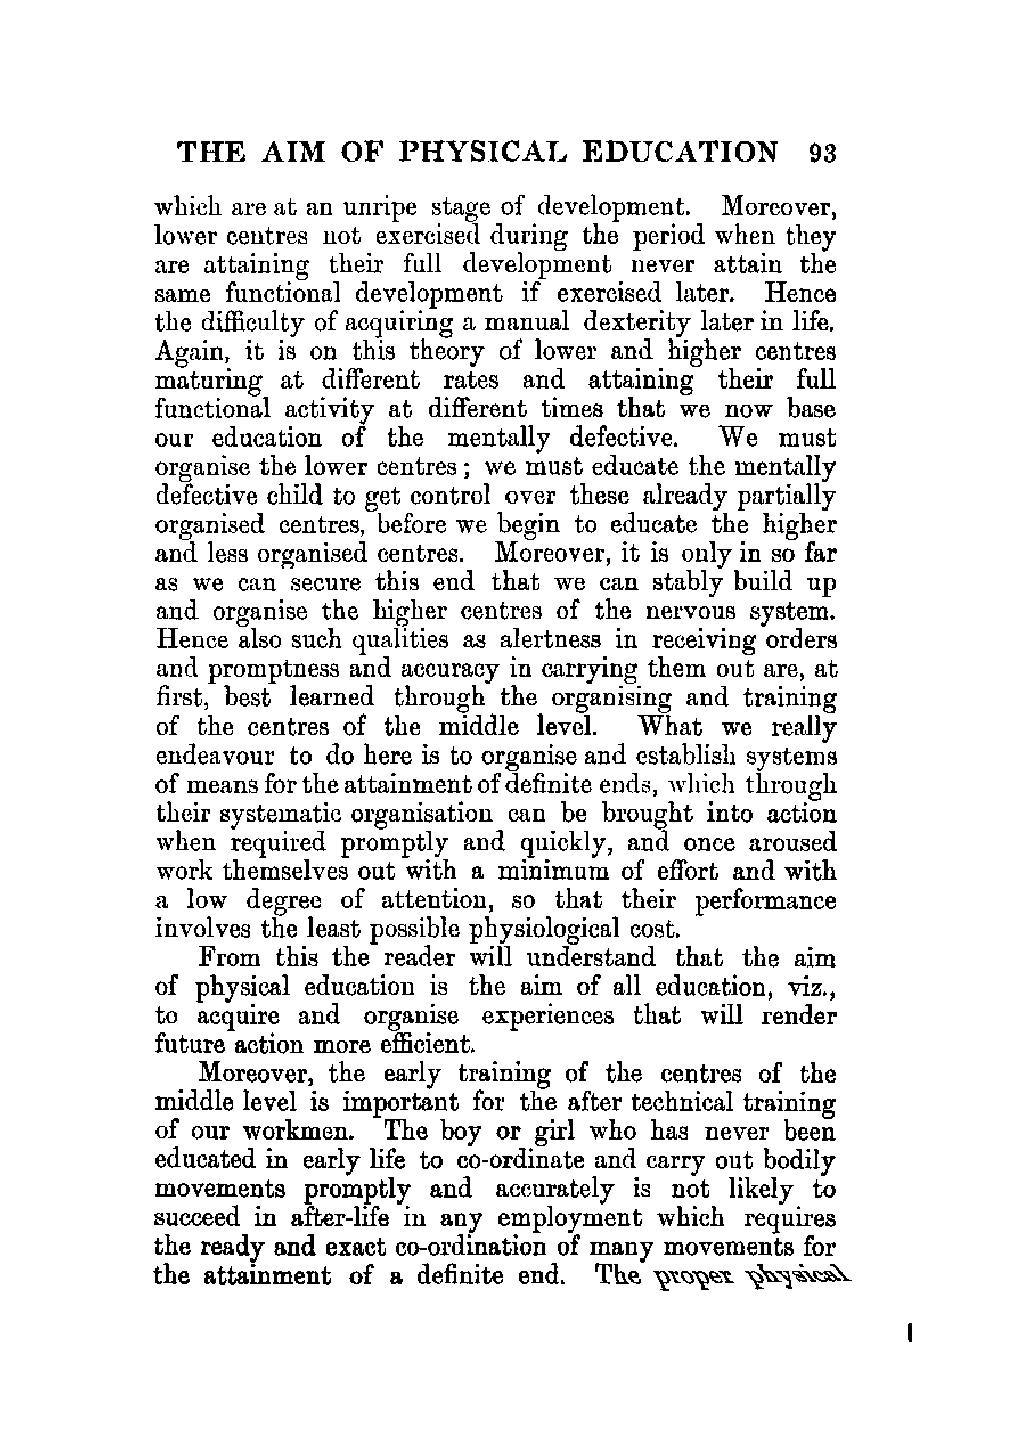 THE AIM OF PHYSICAL EDUCATION 93
which are at an unripe stage of development. Moreover,
lower centres not exercised during the period when they
are attaining their full development never attain the
same functional development if exercised later. Hence
the difficulty of acquiring a manual dexterity later in life.
Again, it is on this theory of lower and higher centres
maturing at different rates and attaining their full
functional activity at different times that we now base
our education of the mentally defective. We must
organise the lower centres; we must educate the mentally
defective child to get control over these already partially
organised centres, before we begin to educate the higher
and less organised centres. Moreover, it is only in so far
as we can secure this end that we can stably build up
and organise the higher centres of the nervous system.
Hence also such qualities as alertness in receiving orders
and promptness and accuracy in carrying them out are, at
first, best learned through the organising and training
of the centres of the middle level. What we really
endeavour to do here is to organise and establish systems
of means for the attainment of definite ends, which through
their systematic organisation can be brought into action
when required promptly and quickly, and once aroused
work themselves out with a minimum of effort and with
a low degree of attention, so that their performance
involves the least possible physiological cost.
From this the reader will understand that the aim
of physical education is the aim of all education, viz.,
to acquire and organise experiences that will render
future action more efficient.
Moreover, the early training of the centres of the
middle level is important for the after technical training
of our workmen. The boy or girl who has never been
educated in early life to co-ordinate and carry out bodily
movements promptly and accurately is not likely to
succeed in after-life in any employment which requires
the ready and exact co-ordination of many movements for
the attainment of a definite end. The proper physical